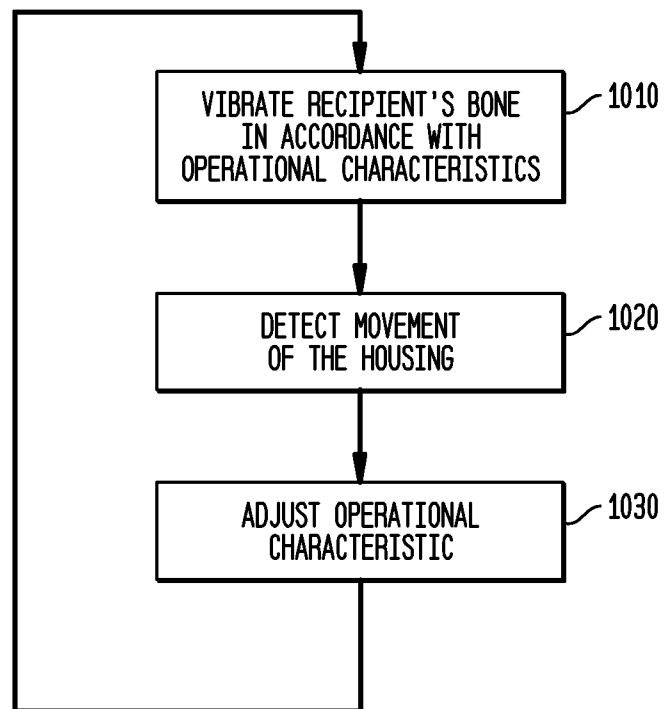 VIBRATE RECIPIENT'S BONE
IN ACCORDANCE WITH
OPERATIONAL CHARACTERISTICS
1010
DETECT MOVEMENT
OF THE HOUSING
1020
ADJUST OPERATIONAL
CHARACTERISTIC
1030